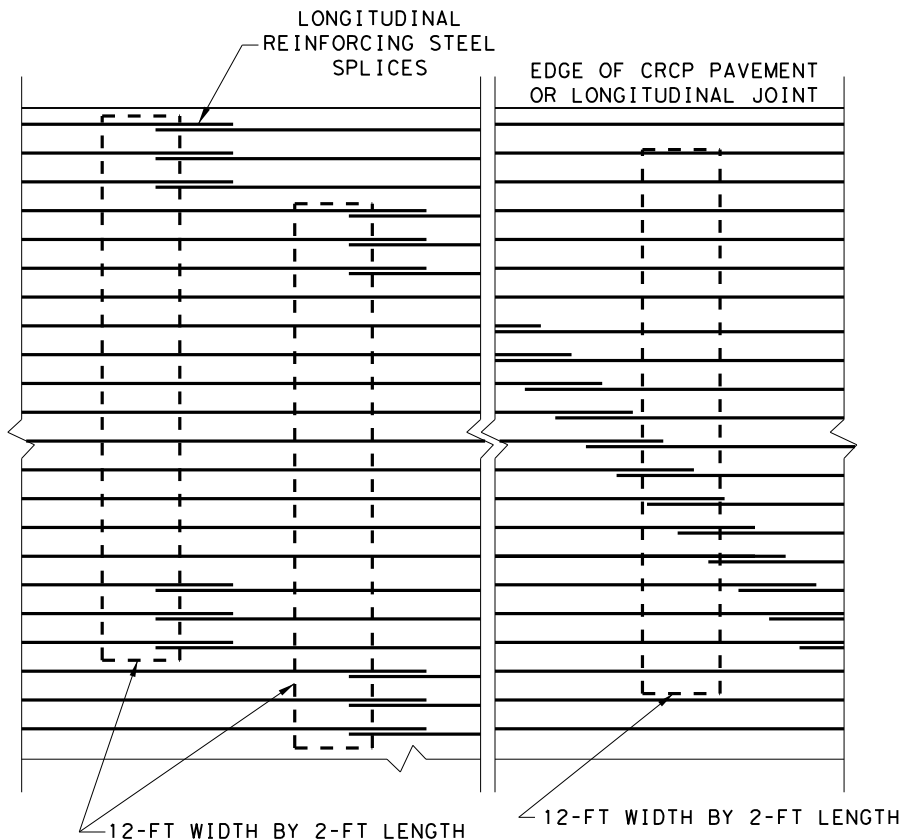 LONGITUDINAL
REINFORCING STEEL
SPLICES
EDGE OF CRCP PAVEMENT
OR LONGITUDINAL JOINT
12-FT WIDTH BY 2-FT LENGTH
12-FT WIDTH BY 2-FT LENGTH